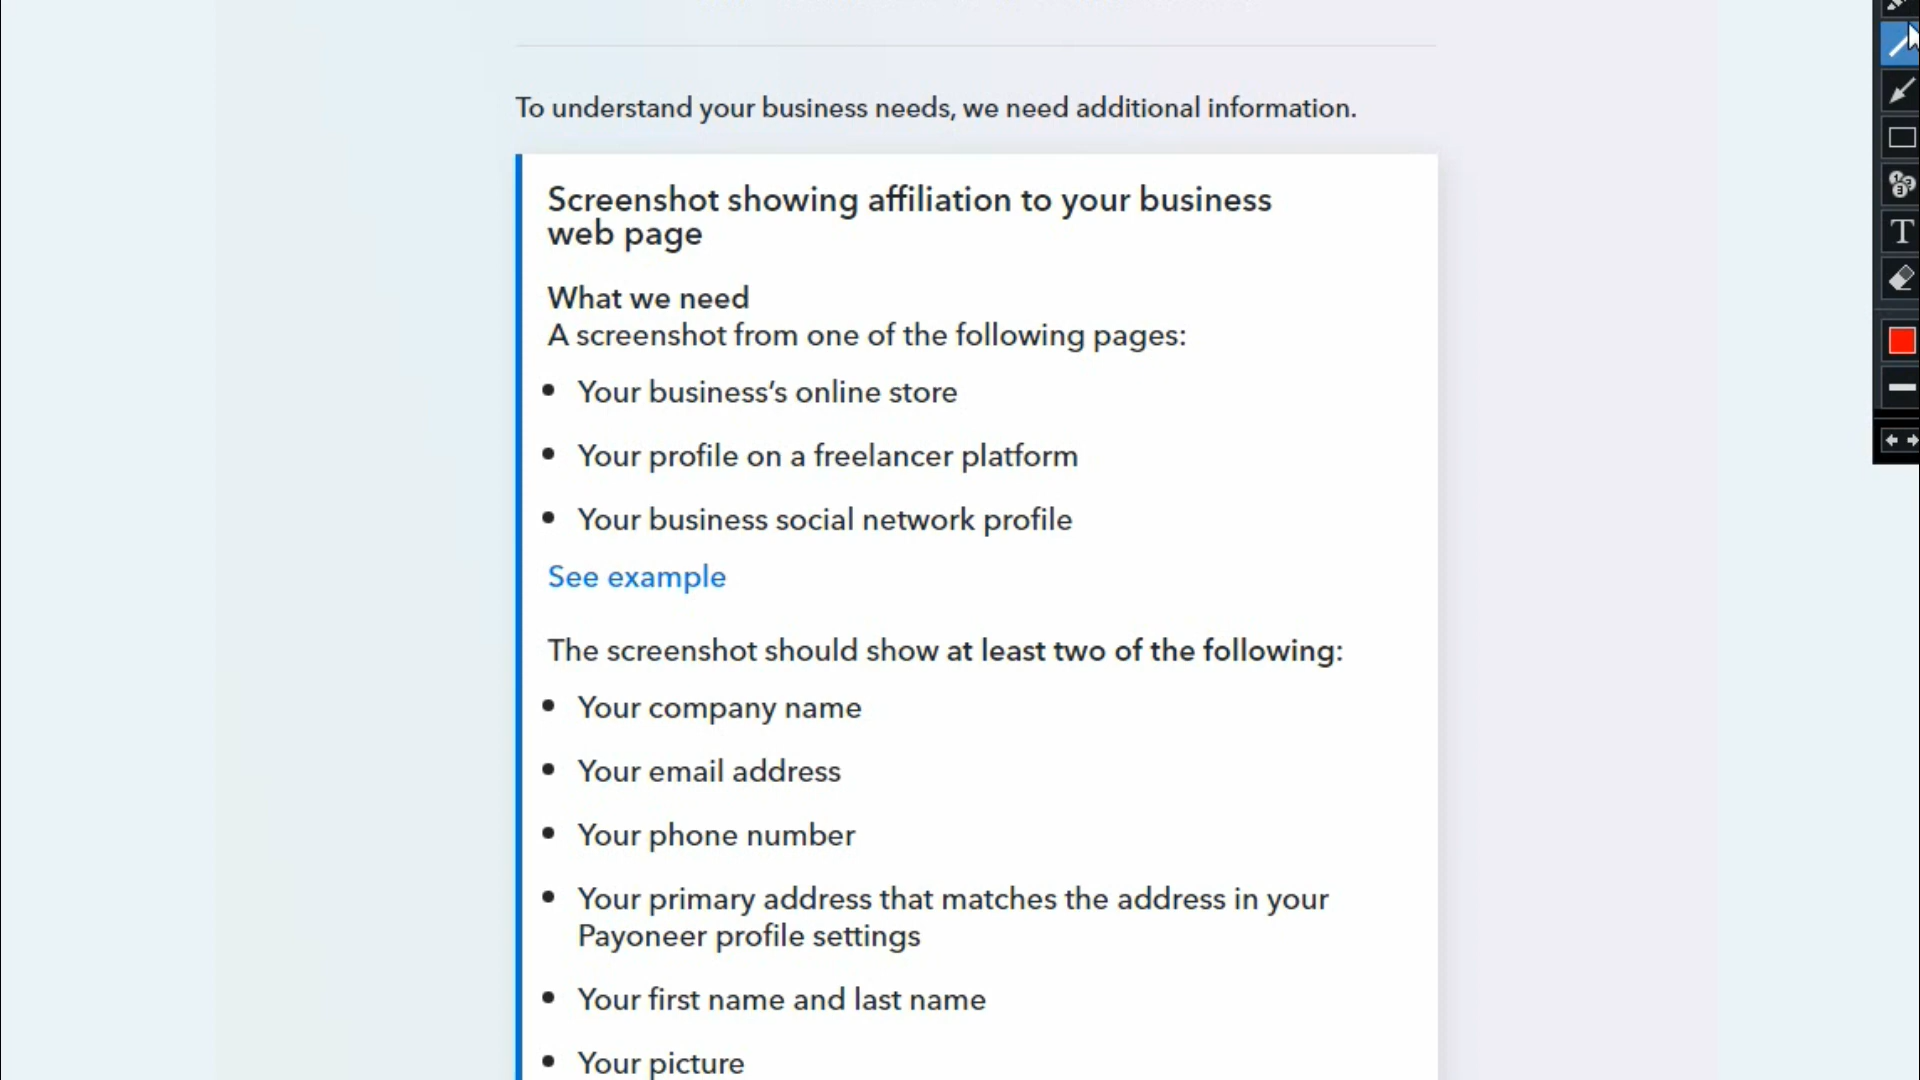 To understand your business needs, we need additional information.
Screenshot showing affiliation to your business
web page
What we need
A screenshot from one of the following pages:
• Your business’s online store
• Your profile on a freelancer platform
• Your business social network profile
See example
The screenshot should show at least two of the following:
• Your company name
• Your email address
• Your phone number
• Your primary address that matches the address in your
Payoneer profile settings
• Your first name and last name
• Your picture